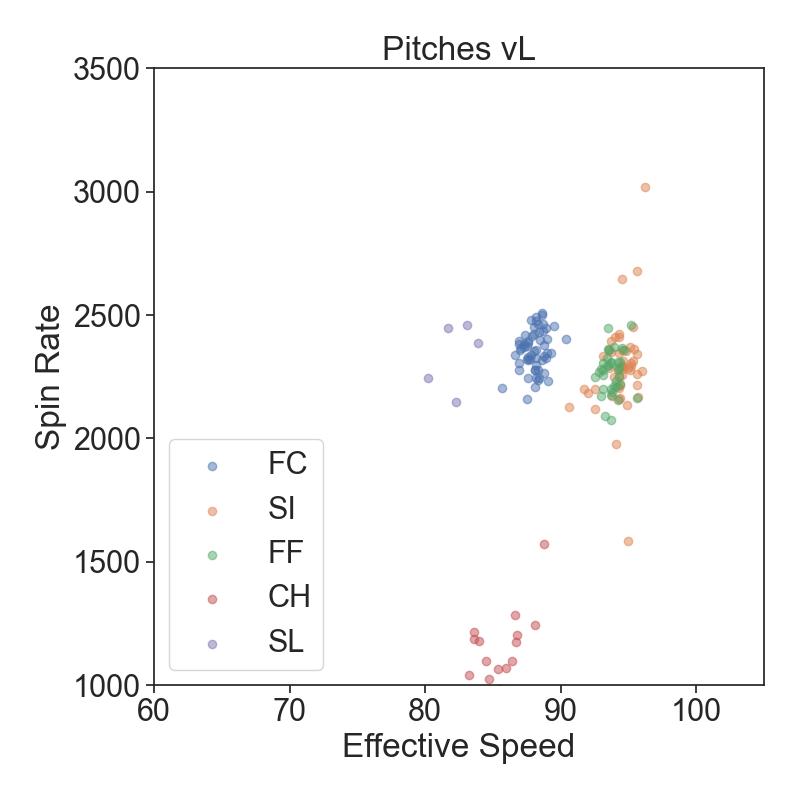 Pitches vL
3500
3000
2500
2000
1500
1000
Spin Rate
FC
SI
FF
CH
SL
60 70 80 90 100
Effective Speed